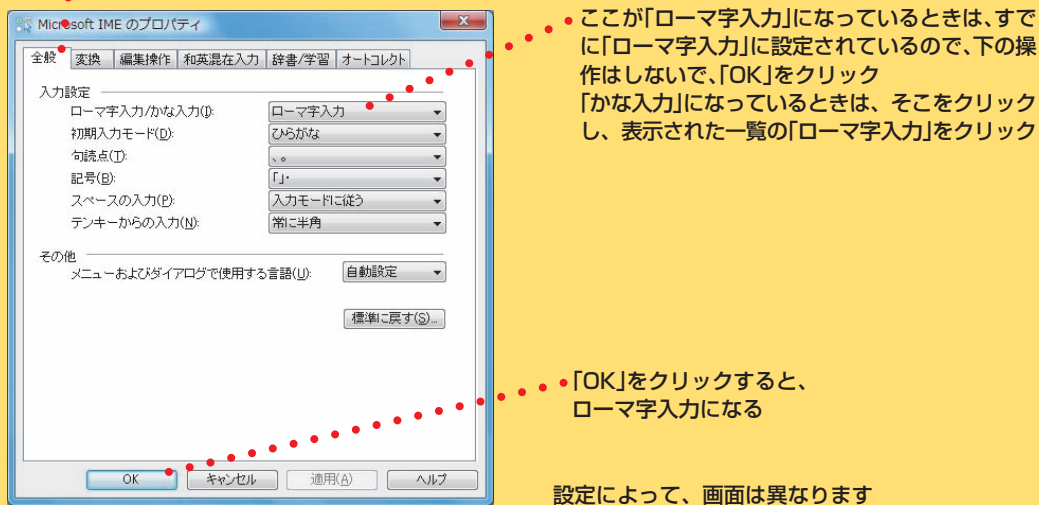 Microsoft IME のプロパティ
全般 変換 編集操作 和英混在入力 辞書/学習 オートコレクト
入力設定
ローマ字入力/かな入力(I): ローマ字入力
初期入力モード(D): ひらがな
句読点(T): 、。
記号(B): 「」・
スペースの入力(P): 入力モードに従う
テンキーからの入力(N): 常に半角
その他
メニューおよびダイアログで使用する言語(U): 自動設定
標準に戻す(S)...
OK キャンセル 適用(A) ヘルプ
ここが「ローマ字入力」になっているときは、すで
に「ローマ字入力」に設定されているので、下の操
作はしないで、「OK」をクリック
「かな入力」になっているときは、そこをクリック
し、表示された一覧の「ローマ字入力」をクリック
「OK」をクリックすると、
ローマ字入力になる
設定によって、画面は異なります